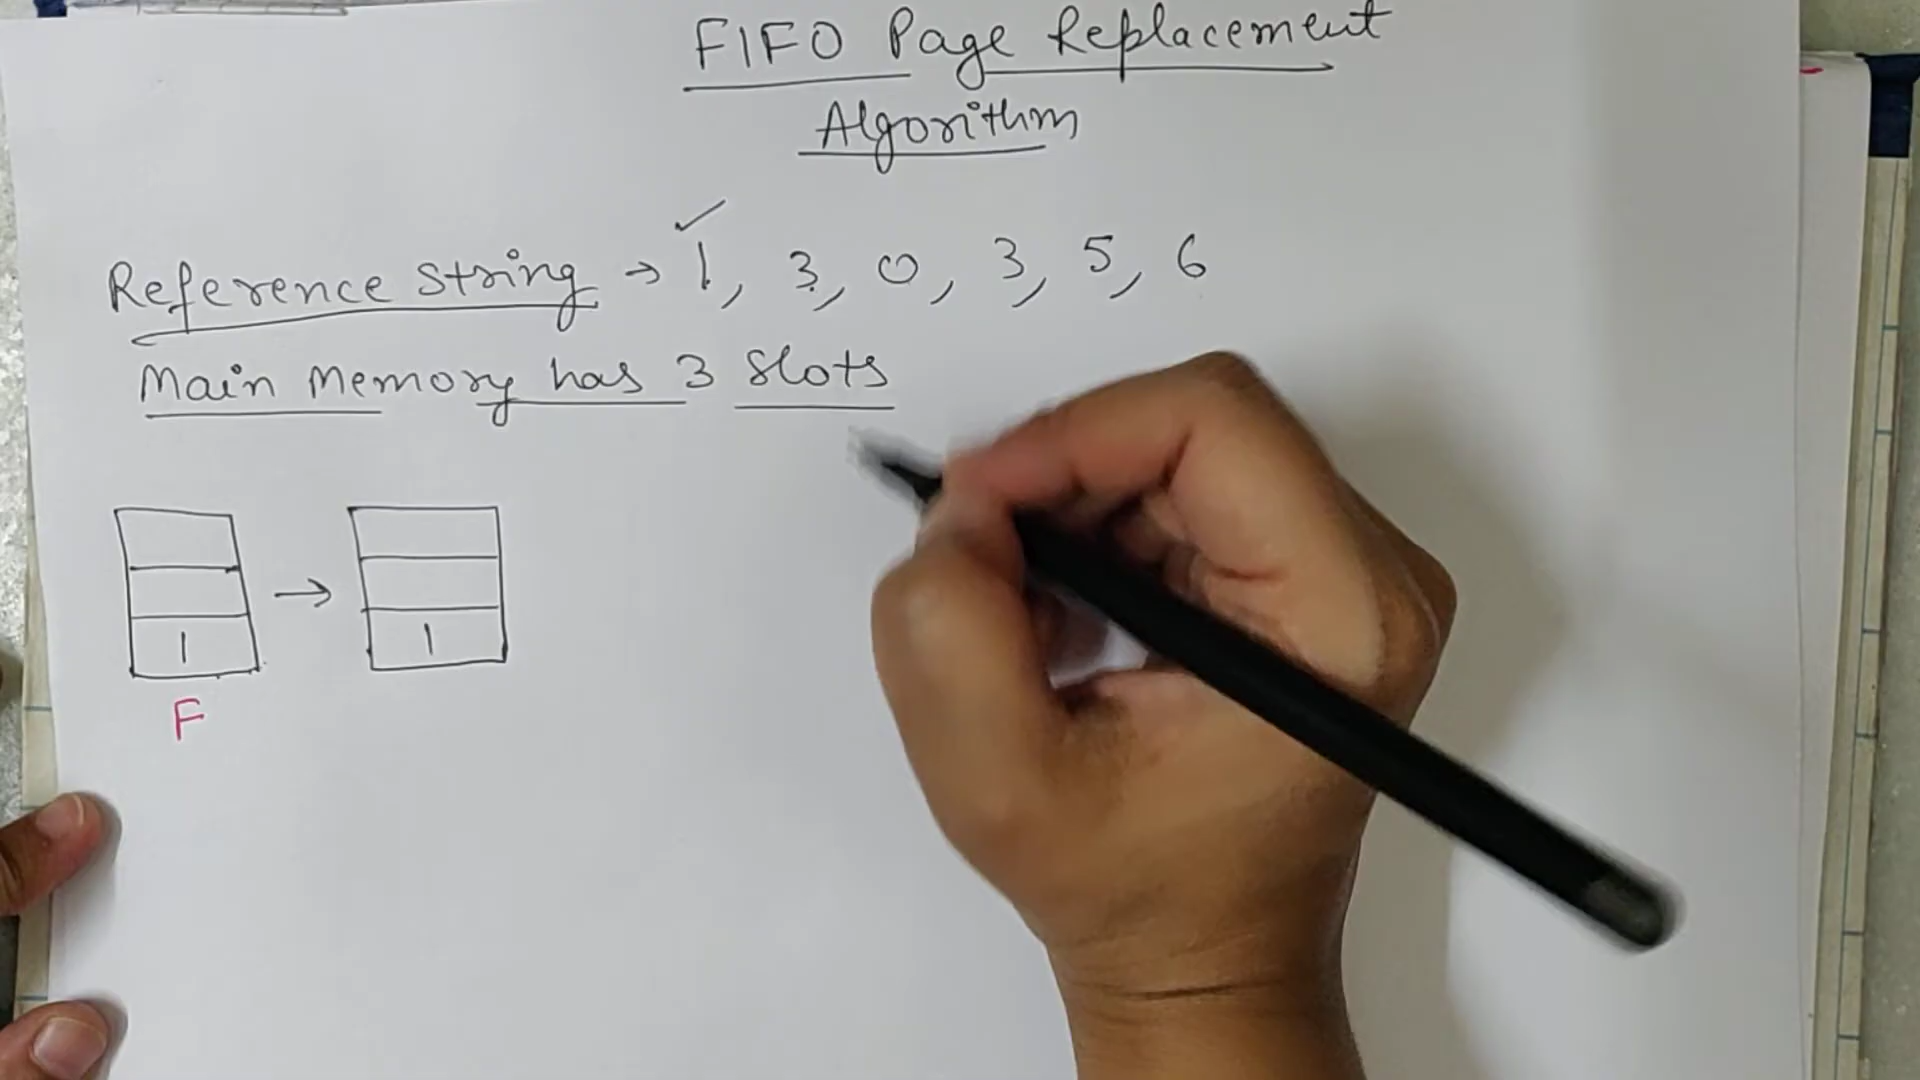 FIFO Page Replacement
Algorithm
Reference String → 1, 3, 0, 3, 5, 6
Main Memory has 3 Slots
1 → 1
F